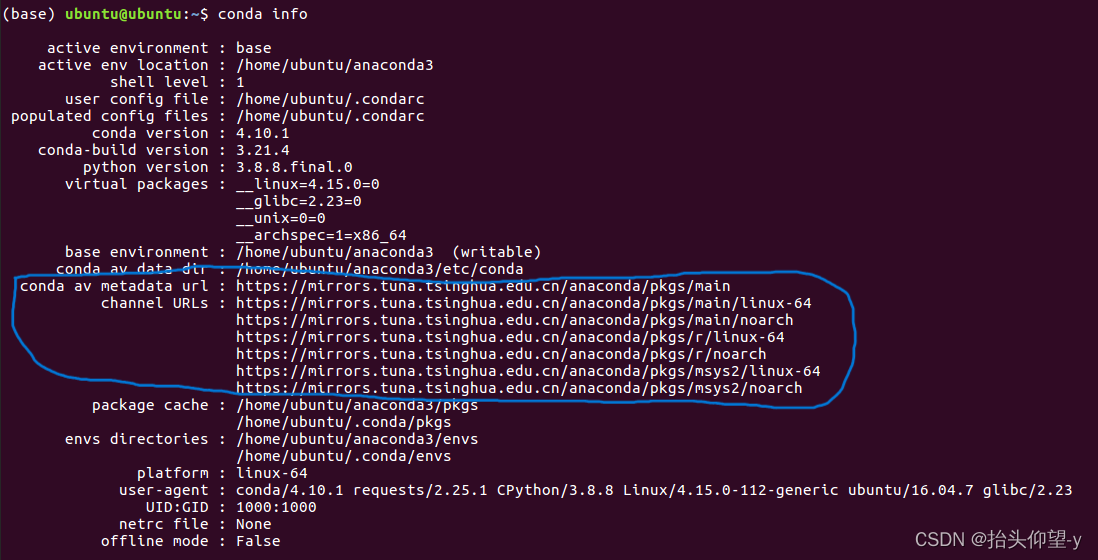 (base) ubuntu@ubuntu:~$ conda info
active environment : base
active env location : /home/ubuntu/anaconda3
shell level : 1
user config file : /home/ubuntu/.condarc
populated config files : /home/ubuntu/.condarc
conda version : 4.10.1
conda-build version : 3.21.4
python version : 3.8.8.final.0
virtual packages : __linux=4.15.0=0
__glibc=2.23=0
__unix=0=0
__archspec=1=x86_64
base environment : /home/ubuntu/anaconda3  (writable)
conda av data dir : /home/ubuntu/anaconda3/etc/conda
conda av metadata url : https://mirrors.tuna.tsinghua.edu.cn/anaconda/pkgs/main
channel URLs : https://mirrors.tuna.tsinghua.edu.cn/anaconda/pkgs/main/linux-64
https://mirrors.tuna.tsinghua.edu.cn/anaconda/pkgs/main/noarch
https://mirrors.tuna.tsinghua.edu.cn/anaconda/pkgs/r/linux-64
https://mirrors.tuna.tsinghua.edu.cn/anaconda/pkgs/r/noarch
https://mirrors.tuna.tsinghua.edu.cn/anaconda/pkgs/msys2/linux-64
https://mirrors.tuna.tsinghua.edu.cn/anaconda/pkgs/msys2/noarch
package cache : /home/ubuntu/anaconda3/pkgs
/home/ubuntu/.conda/pkgs
envs directories : /home/ubuntu/anaconda3/envs
/home/ubuntu/.conda/envs
platform : linux-64
user-agent : conda/4.10.1 requests/2.25.1 CPython/3.8.8 Linux/4.15.0-112-generic ubuntu/16.04.7 glibc/2.23
UID:GID : 1000:1000
netrc file : None
offline mode : False
CSDN @抬头仰望-y